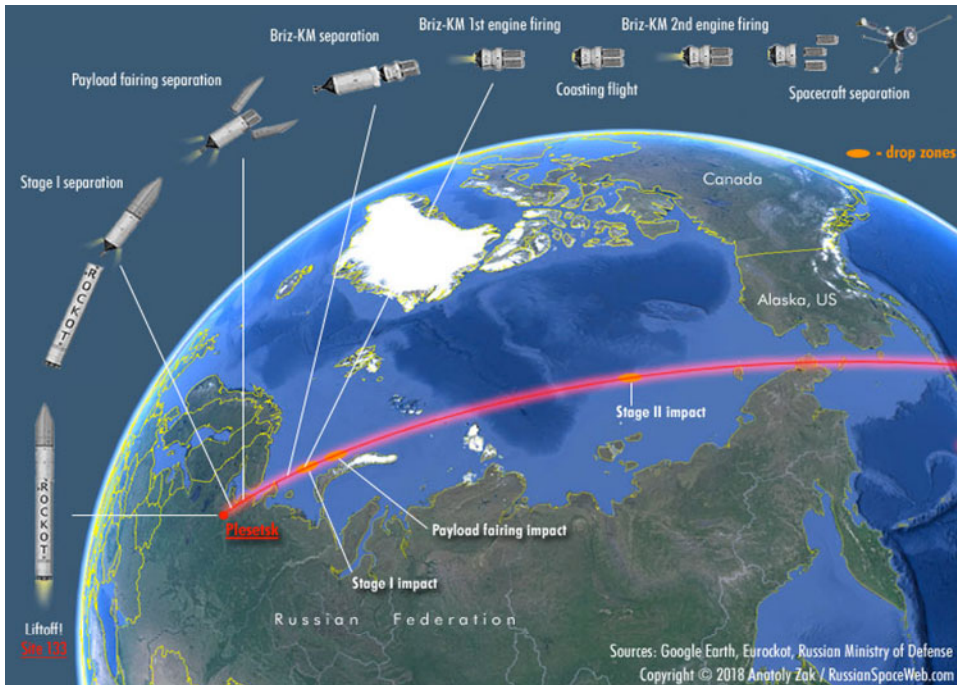 Briz-KM separation
Briz-KM 1st engine firing
Briz-KM 2nd engine firing
Payload fairing separation
Coasting flight
Spacecraft separation
- drop zones
Stage I separation
Canada
ROCKOT
Alaska, US
Stage II impact
ROCKOT
Plesetsk
Payload fairing impact
Stage I impact
Russian Federation
Liftoff!
Site 133
Sources: Google Earth, Eurockot, Russian Ministry of Defense
Copyright © 2018 Anatoly Zak / RussianSpaceWeb.com